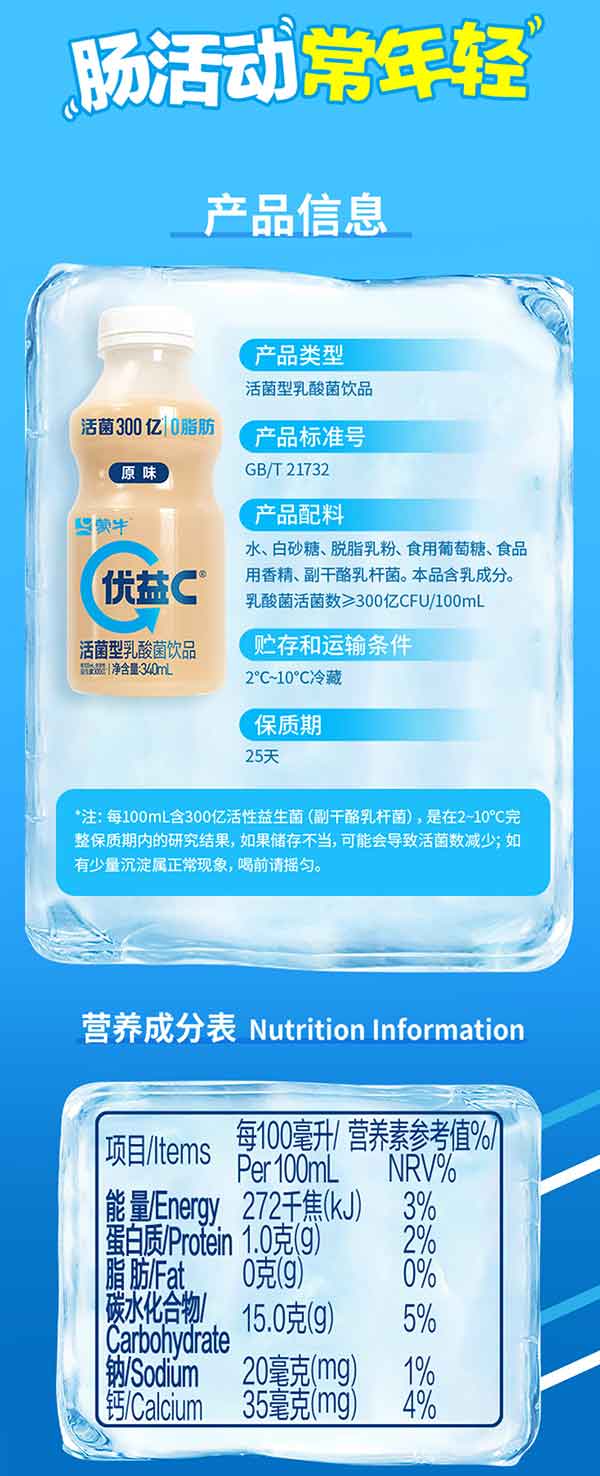 肠活动 常年轻
产品信息
活菌300亿|0脂肪
原味
蒙牛
优益C®
活菌型乳酸菌饮品
净含量:340mL
产品类型
活菌型乳酸菌饮品
产品标准号
GB/T 21732
产品配料
水、白砂糖、脱脂乳粉、食用葡萄糖、食品
用香精、副干酪乳杆菌。本品含乳成分。
乳酸菌活菌数≥300亿CFU/100mL
贮存和运输条件
2°C~10°C冷藏
保质期
25天
*注：每100mL含300亿活性益生菌（副干酪乳杆菌），是在2~10°C完
整保质期内的研究结果，如果储存不当，可能会导致活菌数减少；如
有少量沉淀属正常现象，喝前请摇匀。
营养成分表 Nutrition Information
项目/Items 每100毫升/Per 100mL 营养素参考值%/NRV%
能 量/Energy 272千焦(kJ) 3%
蛋白质/Protein 1.0克(g) 2%
脂 肪/Fat 0克(g) 0%
碳水化合物/
Carbohydrate 15.0克(g) 5%
钠/Sodium 20毫克(mg) 1%
钙/Calcium 35毫克(mg) 4%